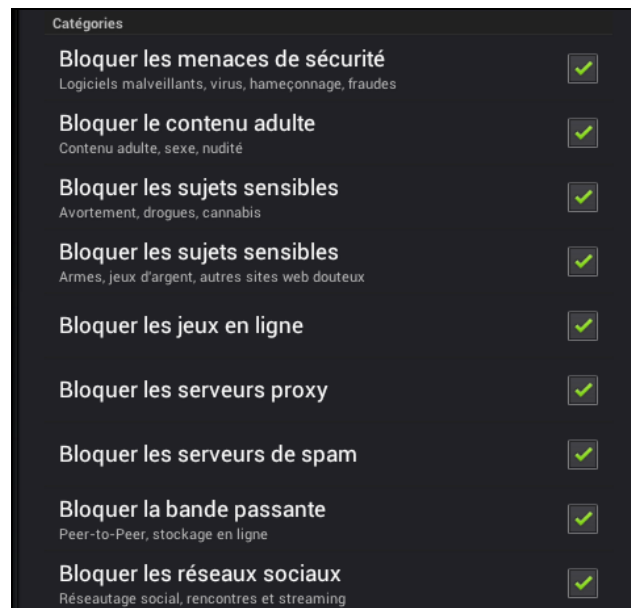 Catégories
Bloquer les menaces de sécurité
Logiciels malveillants, virus, hameçonnage, fraudes
Bloquer le contenu adulte
Contenu adulte, sexe, nudité
Bloquer les sujets sensibles
Avortement, drogues, cannabis
Bloquer les sujets sensibles
Armes, jeux d'argent, autres sites web douteux
Bloquer les jeux en ligne
Bloquer les serveurs proxy
Bloquer les serveurs de spam
Bloquer la bande passante
Peer-to-Peer, stockage en ligne
Bloquer les réseaux sociaux
Réseautage social, rencontres et streaming